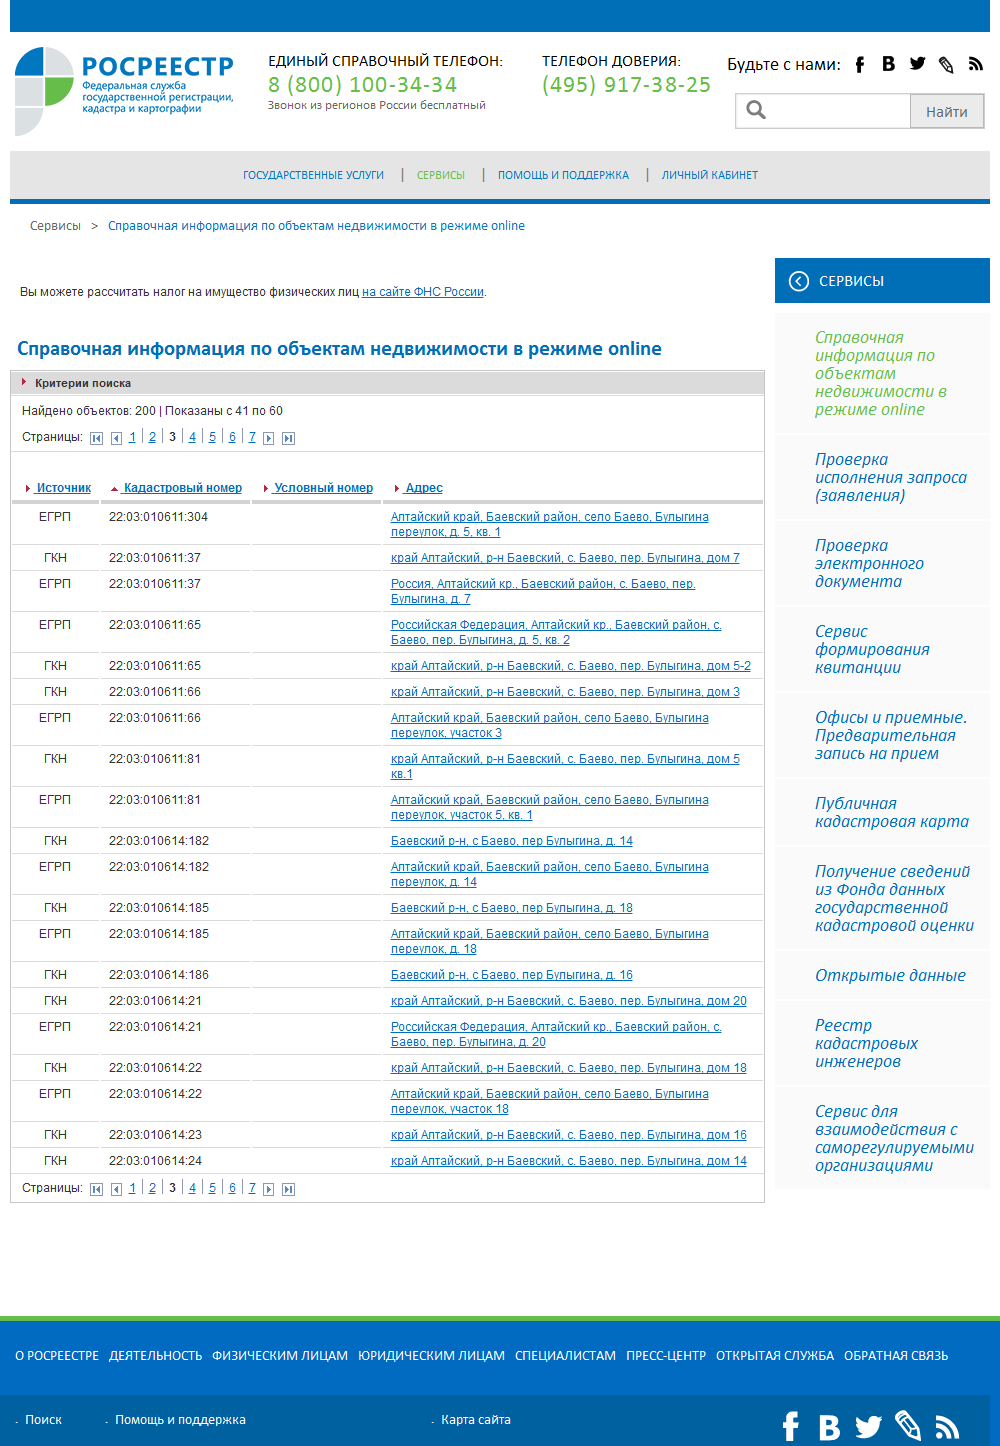 РОСРЕЕСТР
Федеральная служба
государственной регистрации,
кадастра и картографии
ЕДИНЫЙ СПРАВОЧНЫЙ ТЕЛЕФОН:
8 (800) 100-34-34
Звонок из регионов России бесплатный
ТЕЛЕФОН ДОВЕРИЯ:
(495) 917-38-25
Будьте с нами:
Найти
ГОСУДАРСТВЕННЫЕ УСЛУГИ | СЕРВИСЫ | ПОМОЩЬ И ПОДДЕРЖКА | ЛИЧНЫЙ КАБИНЕТ
Сервисы > Справочная информация по объектам недвижимости в режиме online
Вы можете рассчитать налог на имущество физических лиц на сайте ФНС России.
Справочная информация по объектам недвижимости в режиме online
Критерии поиска
Найдено объектов: 200 | Показаны с 41 по 60
Страницы: 1 | 2 | 3 | 4 | 5 | 6 | 7
Источник Кадастровый номер Условный номер Адрес
ЕГРП 22:03:010611:304 Алтайский край, Баевский район, село Баево, Булыгина
переулок, д. 5, кв. 1
ГКН 22:03:010611:37 край Алтайский, р-н Баевский, с. Баево, пер. Булыгина, дом 7
ЕГРП 22:03:010611:37 Россия, Алтайский кр., Баевский район, с. Баево, пер.
Булыгина, д. 7
ЕГРП 22:03:010611:65 Российская Федерация, Алтайский кр., Баевский район, с.
Баево, пер. Булыгина, д. 5, кв. 2
ГКН 22:03:010611:65 край Алтайский, р-н Баевский, с. Баево, пер. Булыгина, дом 5-2
ГКН 22:03:010611:66 край Алтайский, р-н Баевский, с. Баево, пер. Булыгина, дом 3
ЕГРП 22:03:010611:66 Алтайский край, Баевский район, село Баево, Булыгина
переулок, участок 3
ГКН 22:03:010611:81 край Алтайский, р-н Баевский, с. Баево, пер. Булыгина, дом 5
кв.1
ЕГРП 22:03:010611:81 Алтайский край, Баевский район, село Баево, Булыгина
переулок, участок 5, кв. 1
ГКН 22:03:010614:182 Баевский р-н, с Баево, пер Булыгина, д. 14
ЕГРП 22:03:010614:182 Алтайский край, Баевский район, село Баево, Булыгина
переулок, д. 14
ГКН 22:03:010614:185 Баевский р-н, с Баево, пер Булыгина, д. 18
ЕГРП 22:03:010614:185 Алтайский край, Баевский район, село Баево, Булыгина
переулок, д. 18
ГКН 22:03:010614:186 Баевский р-н, с Баево, пер Булыгина, д. 16
ГКН 22:03:010614:21 край Алтайский, р-н Баевский, с. Баево, пер. Булыгина, дом 20
ЕГРП 22:03:010614:21 Российская Федерация, Алтайский кр., Баевский район, с.
Баево, пер. Булыгина, д. 20
ГКН 22:03:010614:22 край Алтайский, р-н Баевский, с. Баево, пер. Булыгина, дом 18
ЕГРП 22:03:010614:22 Алтайский край, Баевский район, село Баево, Булыгина
переулок, участок 18
ГКН 22:03:010614:23 край Алтайский, р-н Баевский, с. Баево, пер. Булыгина, дом 16
ГКН 22:03:010614:24 край Алтайский, р-н Баевский, с. Баево, пер. Булыгина, дом 14
Страницы: 1 | 2 | 3 | 4 | 5 | 6 | 7
СЕРВИСЫ
Справочная
информация по
объектам
недвижимости в
режиме online
Проверка
исполнения запроса
(заявления)
Проверка
электронного
документа
Сервис
формирования
квитанции
Офисы и приемные.
Предварительная
запись на прием
Публичная
кадастровая карта
Получение сведений
из Фонда данных
государственной
кадастровой оценки
Открытые данные
Реестр
кадастровых
инженеров
Сервис для
взаимодействия с
саморегулируемыми
организациями
О РОСРЕЕСТРЕ ДЕЯТЕЛЬНОСТЬ ФИЗИЧЕСКИМ ЛИЦАМ ЮРИДИЧЕСКИМ ЛИЦАМ СПЕЦИАЛИСТАМ ПРЕСС-ЦЕНТР ОТКРЫТАЯ СЛУЖБА ОБРАТНАЯ СВЯЗЬ
Поиск Помощь и поддержка Карта сайта